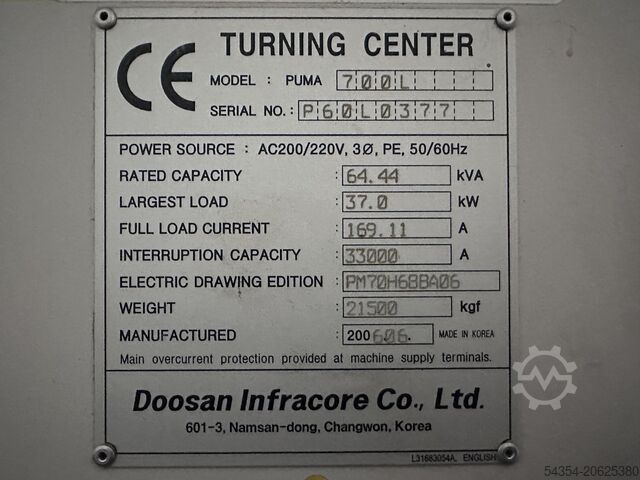 CE
TURNING CENTER
MODEL : PUMA 700L
SERIAL NO. : P60L0377
POWER SOURCE : AC200/220V, 3Ø, PE, 50/60Hz
RATED CAPACITY : 64.44 kVA
LARGEST LOAD : 37.0 kW
FULL LOAD CURRENT : 169.11 A
INTERRUPTION CAPACITY : 33000 A
ELECTRIC DRAWING EDITION : PM70H68BA06
WEIGHT : 21500 kgf
MANUFACTURED : 200606. MADE IN KOREA
Main overcurrent protection provided at machine supply terminals.
Doosan Infracore Co., Ltd.
601-3, Namsan-dong, Changwon, Korea
L31683054A, ENGLISH
54354-20625380